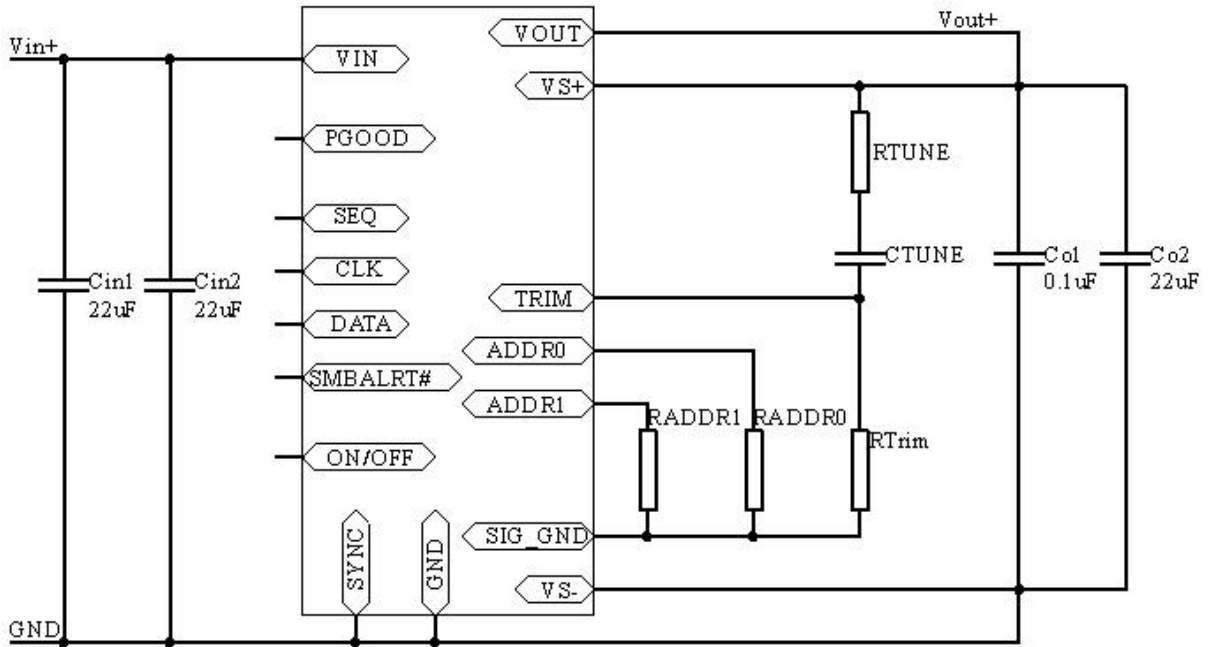 Vin+
VIN
PGOOD
SEQ
CLK
DATA
SMBALRT#
ON/OFF
SYNC
GND
VOUT
VS+
TRIM
ADDR0
ADDR1
SIG_GND
VS-
Vout+
RTUNE
CTUNE
RADDR1
RADDR0
RTrim
Cin1
22uF
Cin2
22uF
Co1
0.1uF
Co2
22uF
GND